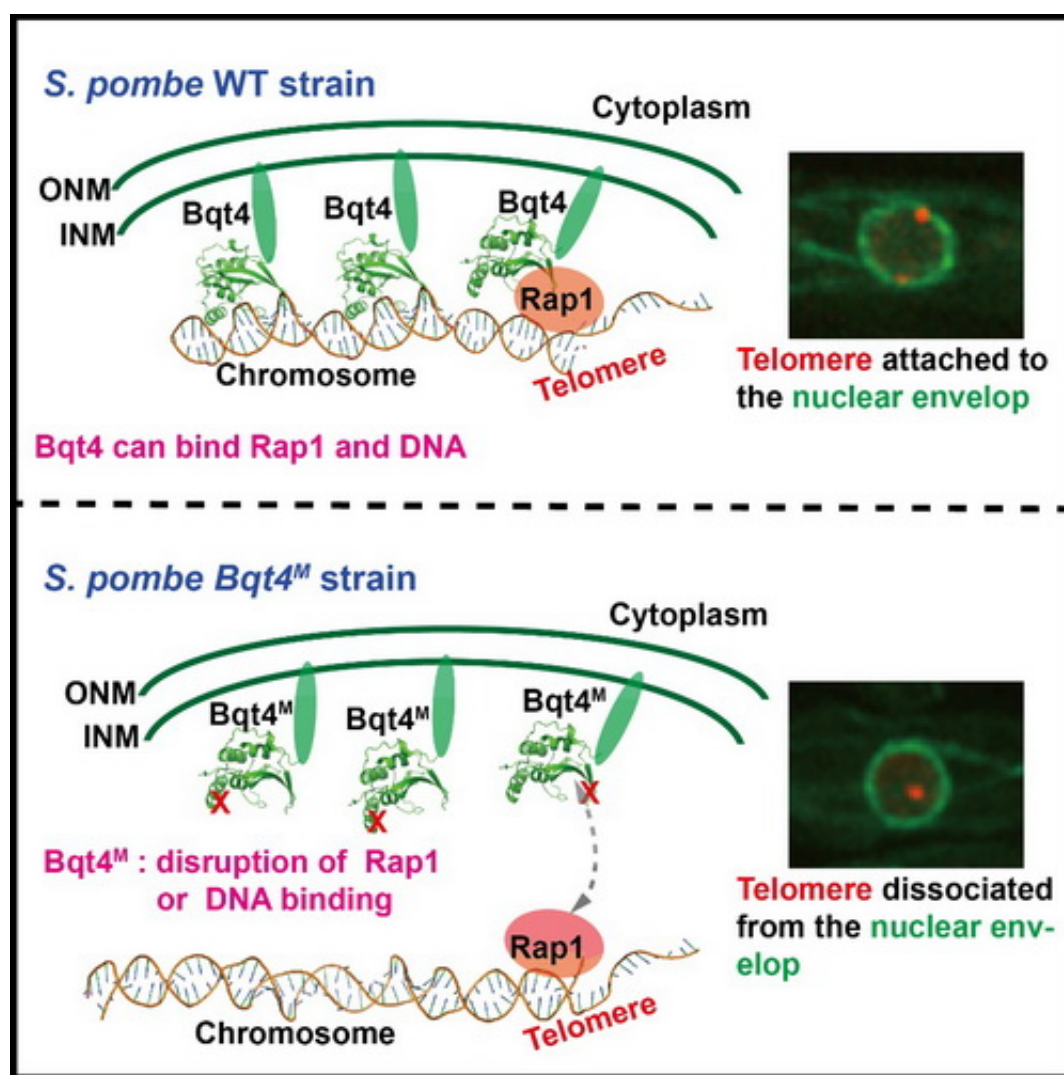 S. pombe WT strain
Cytoplasm
ONM
INM
Bqt4
Bqt4
Bqt4
Rap1
Chromosome
Telomere
Telomere attached to
the nuclear envelop
Bqt4 can bind Rap1 and DNA
S. pombe Bqt4ᴹ strain
Cytoplasm
ONM
INM
Bqt4ᴹ
Bqt4ᴹ
Bqt4ᴹ
X
X
X
Bqt4ᴹ : disruption of Rap1
or DNA binding
Rap1
Chromosome
Telomere
Telomere dissociated
from the nuclear env-
elop